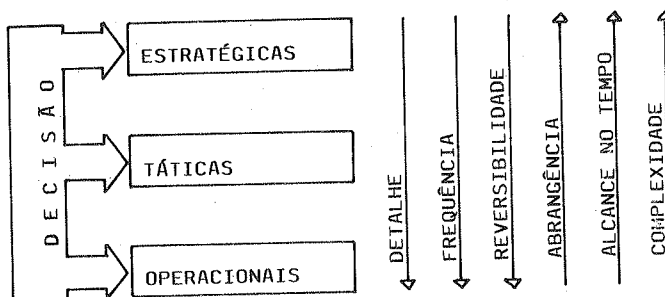 DECISÃO
ESTRATÉGICAS
TÁTICAS
OPERACIONAIS
DETALHE
FREQUÊNCIA
REVERSIBILIDADE
ABRANGÊNCIA
ALCANCE NO TEMPO
COMPLEXIDADE